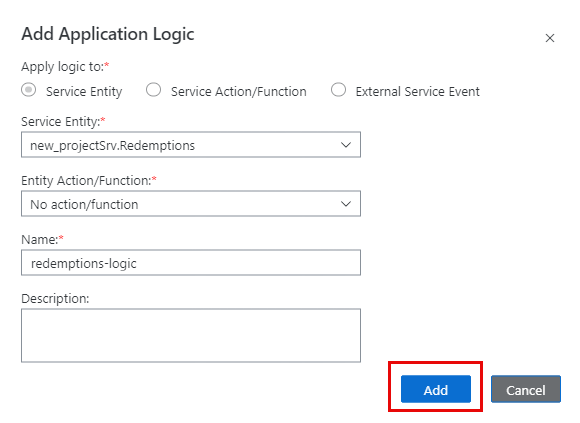 Add Application Logic
Apply logic to:*
Service Entity Service Action/Function External Service Event
Service Entity:*
new_projectSrv.Redemptions
Entity Action/Function:*
No action/function
Name:*
redemptions-logic
Description:
Add Cancel